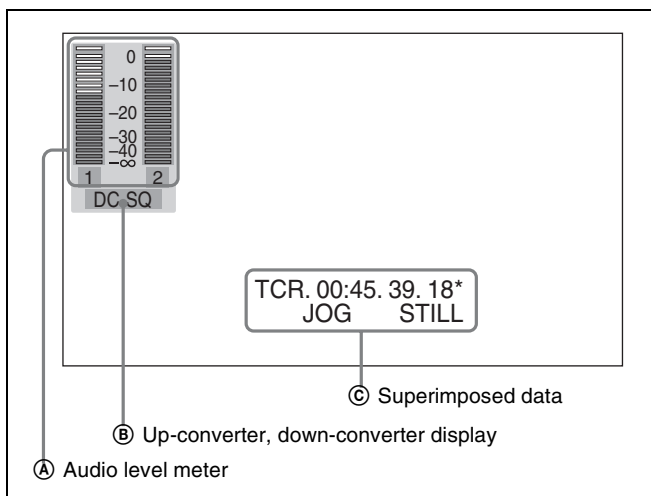 0
−10
−20
−30
−40
−∞
1 2
DC SQ
TCR. 00:45. 39. 18*
JOG STILL
Ⓒ Superimposed data
Ⓑ Up-converter, down-converter display
Ⓐ Audio level meter